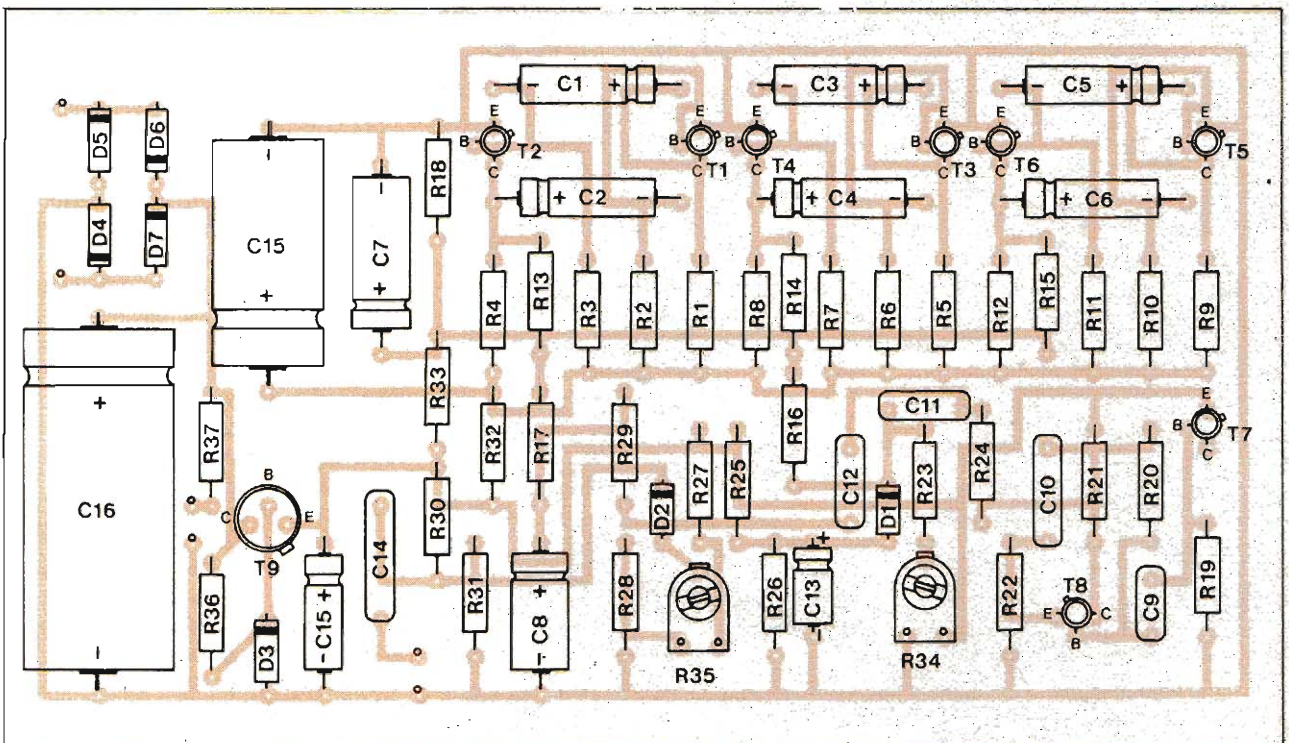 C1
C3
C5
D5
D6
E
E
E
E
E
E
B
T2
B
T1
B
T4
B
T3
B
T6
B
T5
C
C
C
C
C
C
R18
C2
C4
C6
D4
D7
C15
C7
R4
R13
R3
R2
R1
R8
R14
R7
R6
R5
R12
R15
R11
R10
R9
R33
R37
R32
R17
R29
R16
C11
E
B
T7
C
R27
R25
C12
R23
R24
C10
R21
R20
C16
B
C
E
T9
R30
D2
D1
C14
R36
D3
C15
R31
C8
R28
R35
R26
C13
R34
R22
T8
E
C
B
C9
R19